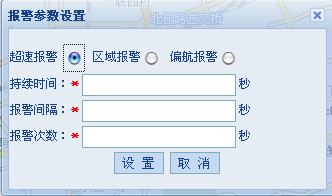 报警参数设置
超速报警 区域报警 偏航报警
持续时间：* 秒
报警间隔：* 秒
报警次数：* 秒
设 置 取 消